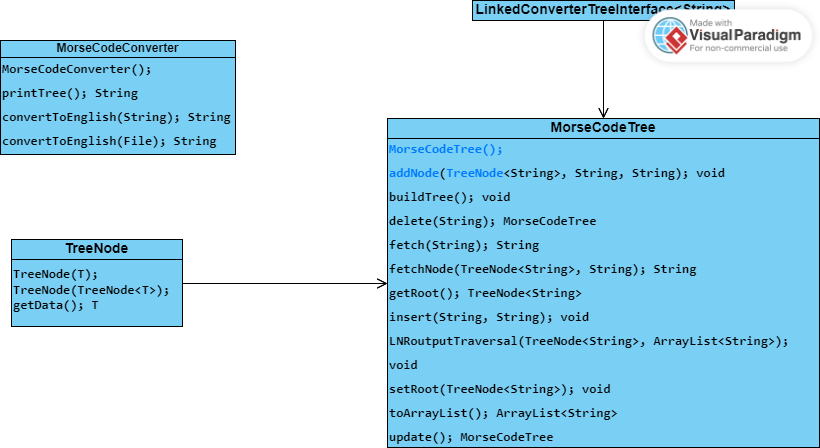 LinkedConverterTreeInterface<String>
Made with
Visual Paradigm
For non-commercial use
MorseCodeConverter
MorseCodeConverter();
printTree(); String
convertToEnglish(String); String
convertToEnglish(File); String
MorseCodeTree
MorseCodeTree();
addNode(TreeNode<String>, String, String); void
buildTree(); void
delete(String); MorseCodeTree
fetch(String); String
fetchNode(TreeNode<String>, String); String
getRoot(); TreeNode<String>
insert(String, String); void
LNRoutputTraversal(TreeNode<String>, ArrayList<String>);
void
setRoot(TreeNode<String>); void
toArrayList(); ArrayList<String>
update(); MorseCodeTree
TreeNode
TreeNode(T);
TreeNode(TreeNode<T>);
getData(); T